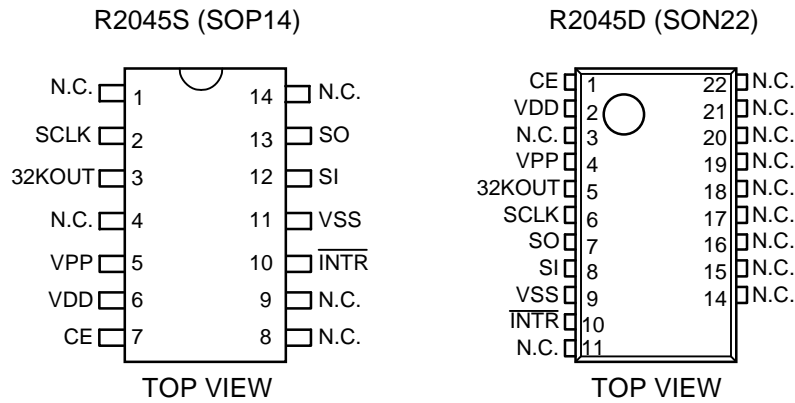 R2045S (SOP14)
N.C. 1 14 N.C.
SCLK 2 13 SO
32KOUT 3 12 SI
N.C. 4 11 VSS
VPP 5 10 INTR
VDD 6 9 N.C.
CE 7 8 N.C.
TOP VIEW
R2045D (SON22)
CE 1 22 N.C.
VDD 2 21 N.C.
N.C. 3 20 N.C.
VPP 4 19 N.C.
32KOUT 5 18 N.C.
SCLK 6 17 N.C.
SO 7 16 N.C.
SI 8 15 N.C.
VSS 9 14 N.C.
INTR 10
N.C. 11
TOP VIEW